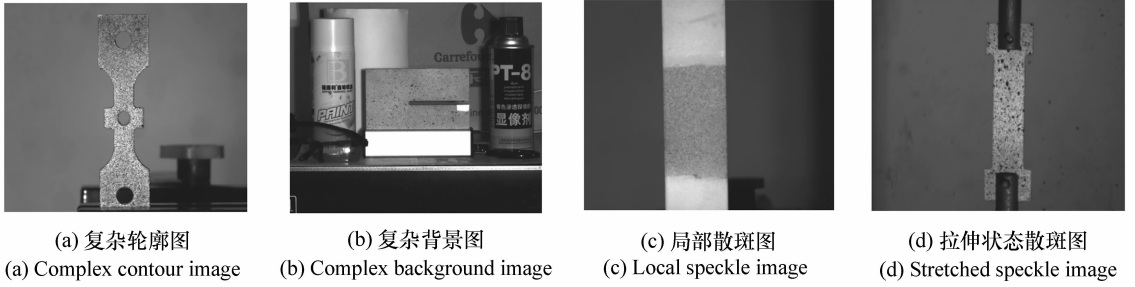 Carrefou
B
PAINT
PT-8
显像剂
(a) 复杂轮廓图
(b) 复杂背景图
(c) 局部散斑图
(d) 拉伸状态散斑图
(a) Complex contour image
(b) Complex background image
(c) Local speckle image
(d) Stretched speckle image